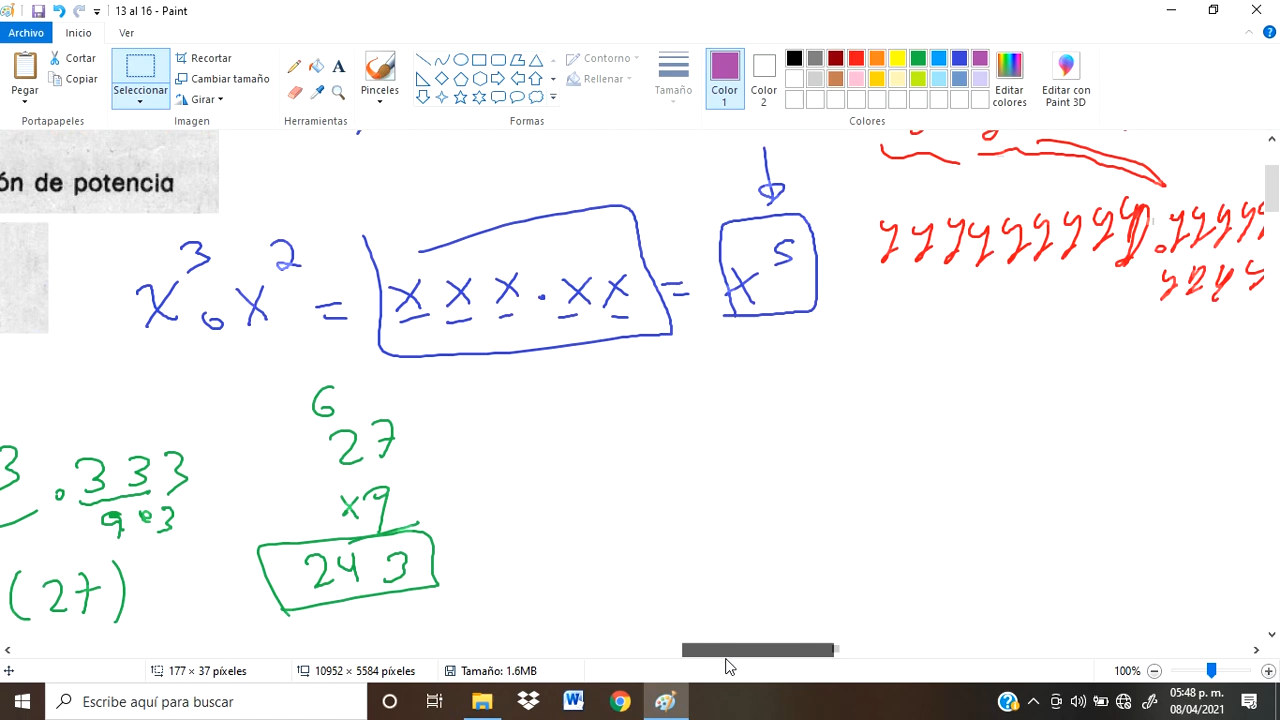 13 al 16 - Paint
Archivo Inicio Ver
Pegar
Cortar
Copiar
Portapapeles
Seleccionar
Recortar
Cambiar tamaño
Girar
Imagen
A
Herramientas
Pinceles
Formas
Contorno
Rellenar
Tamaño
Color 1
Color 2
Editar colores
Editar con Paint 3D
Colores
ón de potencia
x³ · x² = x x x · x x = x⁵
y y y y y y y y y · y y y y
6
27
x9
243
3 · 3 3 3
9 · 3
(27)
177 × 37 píxeles
10952 × 5584 píxeles
Tamaño: 1.6MB
100%
Escribe aquí para buscar
05:48 p. m.
08/04/2021